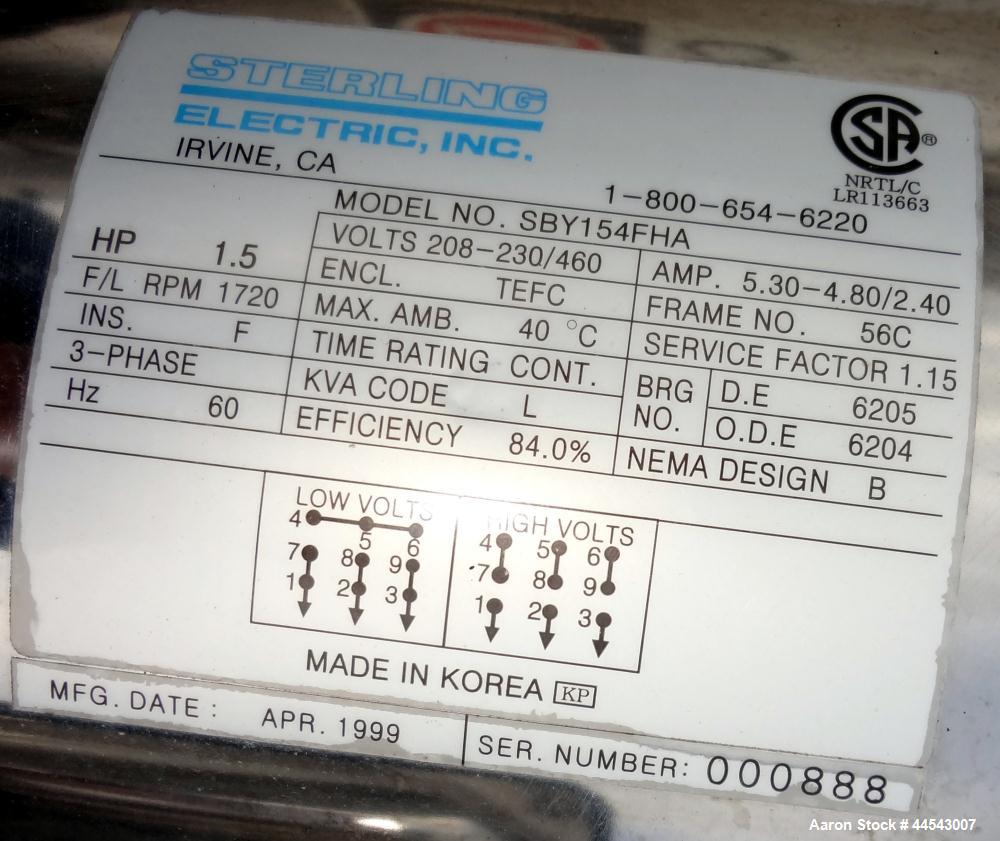 STERLING
ELECTRIC, INC.
IRVINE, CA
CSA ®
NRTL/C
LR113663
1-800-654-6220
MODEL NO. SBY154FHA
HP 1.5
VOLTS 208-230/460
AMP. 5.30-4.80/2.40
F/L RPM 1720
ENCL. TEFC
FRAME NO. 56C
INS. F
MAX. AMB. 40 °C
SERVICE FACTOR 1.15
3-PHASE
TIME RATING CONT.
BRG NO.
D.E 6205
Hz 60
KVA CODE L
O.D.E 6204
EFFICIENCY 84.0%
NEMA DESIGN B
LOW VOLTS
4 5 6
7 8 9
1 2 3
HIGH VOLTS
4 5 6
7 8 9
1 2 3
MADE IN KOREA KP
MFG. DATE : APR. 1999
SER. NUMBER: 000888
Aaron Stock # 44543007